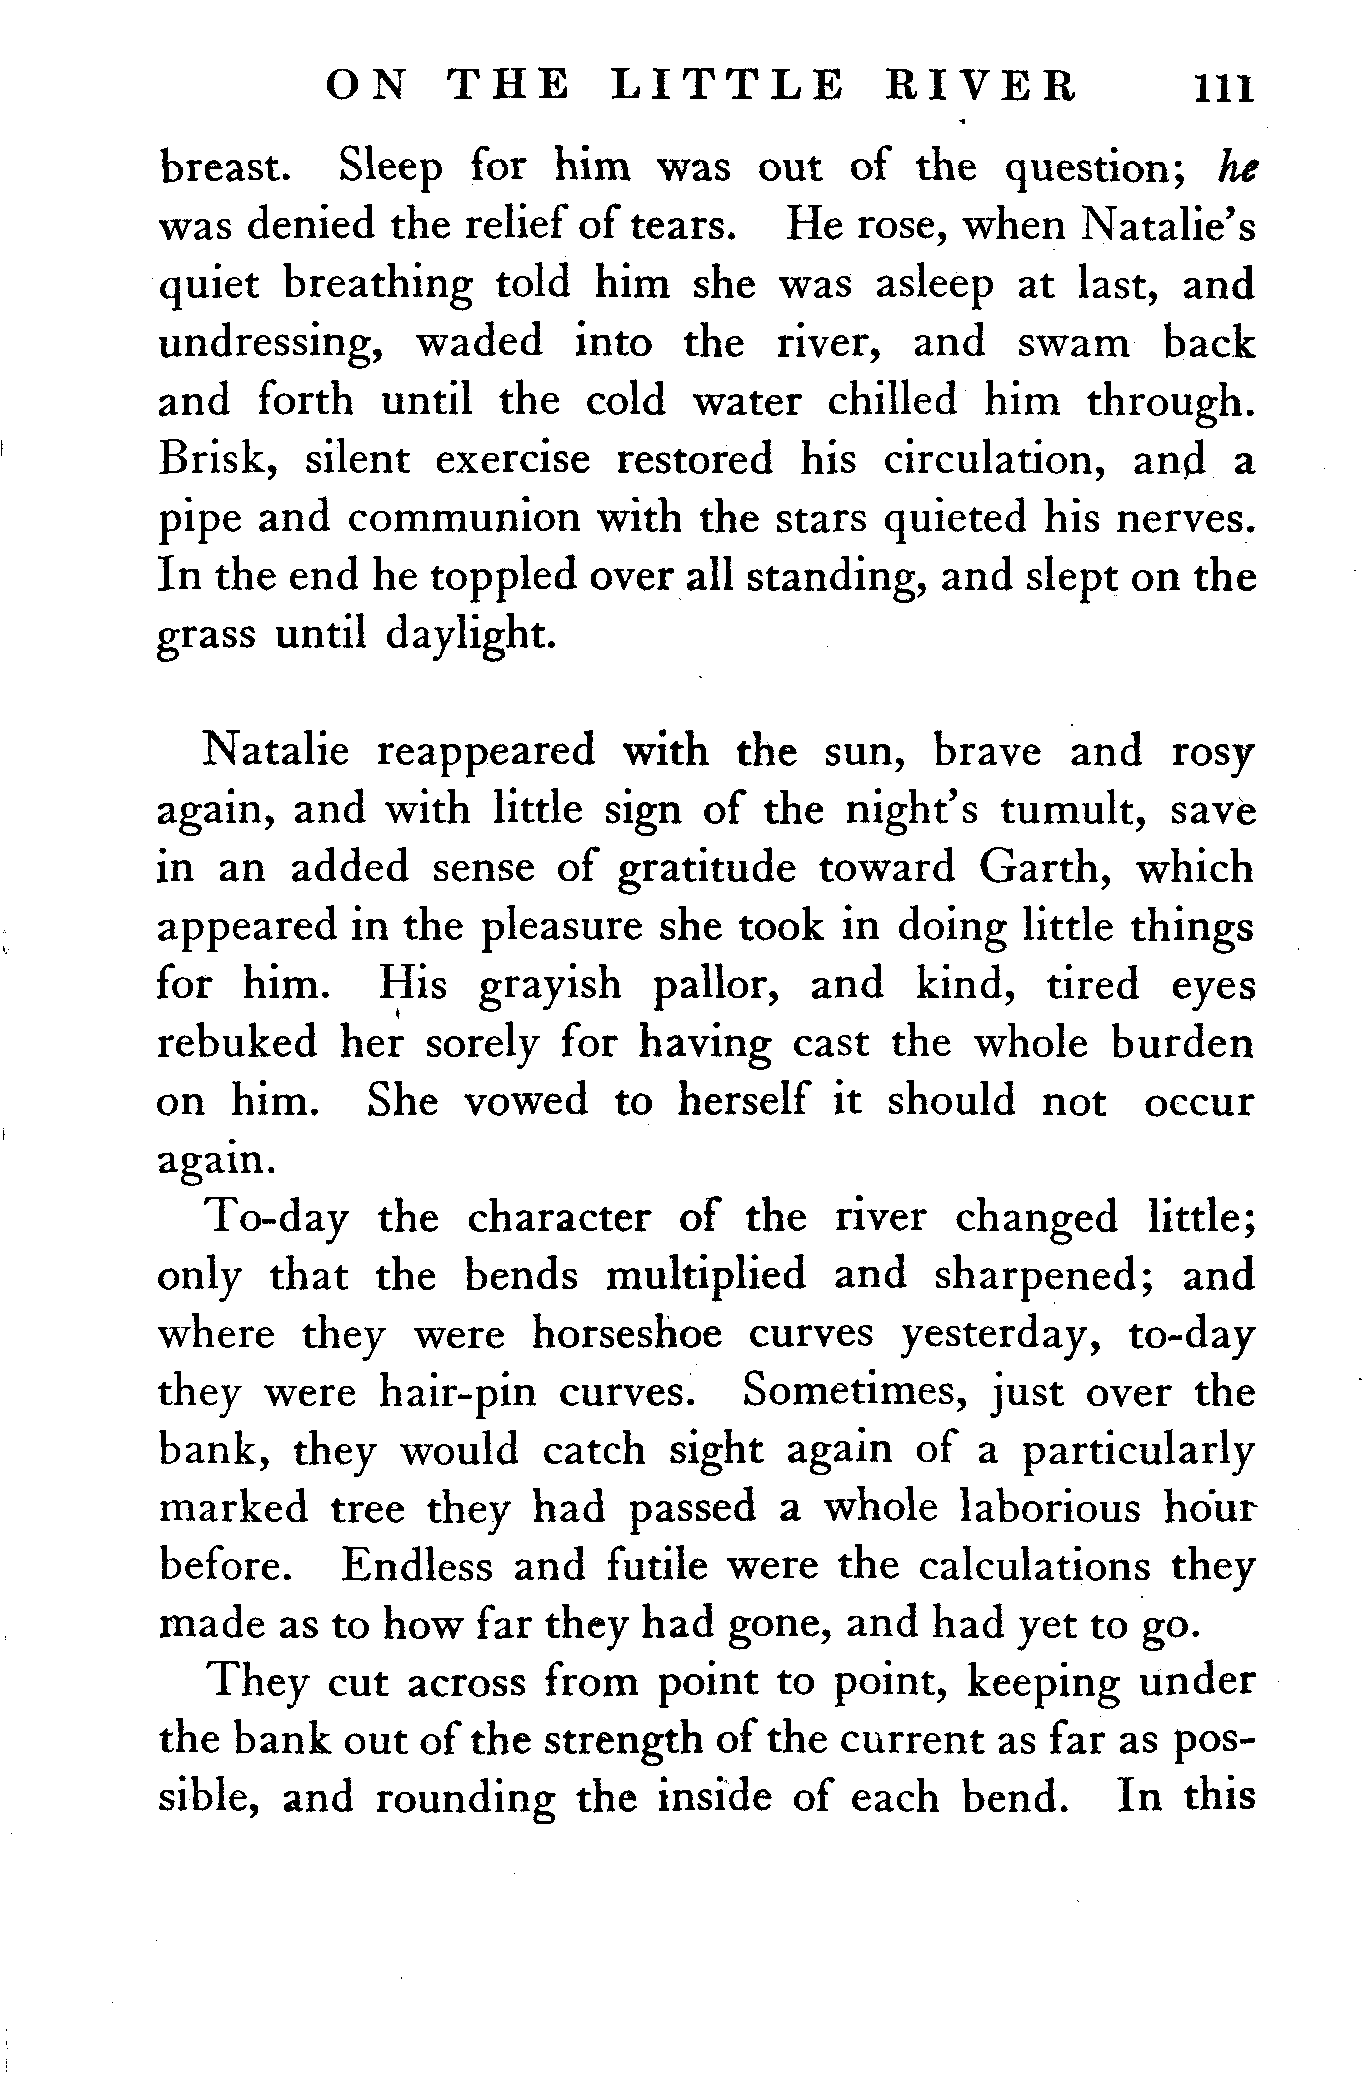 ON THE LITTLE RIVER 111
breast. Sleep for him was out of the question; he
was denied the relief of tears. He rose, when Natalie's
quiet breathing told him she was asleep at last, and
undressing, waded into the river, and swam back
and forth until the cold water chilled him through.
Brisk, silent exercise restored his circulation, and a
pipe and communion with the stars quieted his nerves.
In the end he toppled over all standing, and slept on the
grass until daylight.
Natalie reappeared with the sun, brave and rosy
again, and with little sign of the night's tumult, save
in an added sense of gratitude toward Garth, which
appeared in the pleasure she took in doing little things
for him. His grayish pallor, and kind, tired eyes
rebuked her sorely for having cast the whole burden
on him. She vowed to herself it should not occur
again.
To-day the character of the river changed little;
only that the bends multiplied and sharpened; and
where they were horseshoe curves yesterday, to-day
they were hair-pin curves. Sometimes, just over the
bank, they would catch sight again of a particularly
marked tree they had passed a whole laborious hour
before. Endless and futile were the calculations they
made as to how far they had gone, and had yet to go.
They cut across from point to point, keeping under
the bank out of the strength of the current as far as pos-
sible, and rounding the inside of each bend. In this